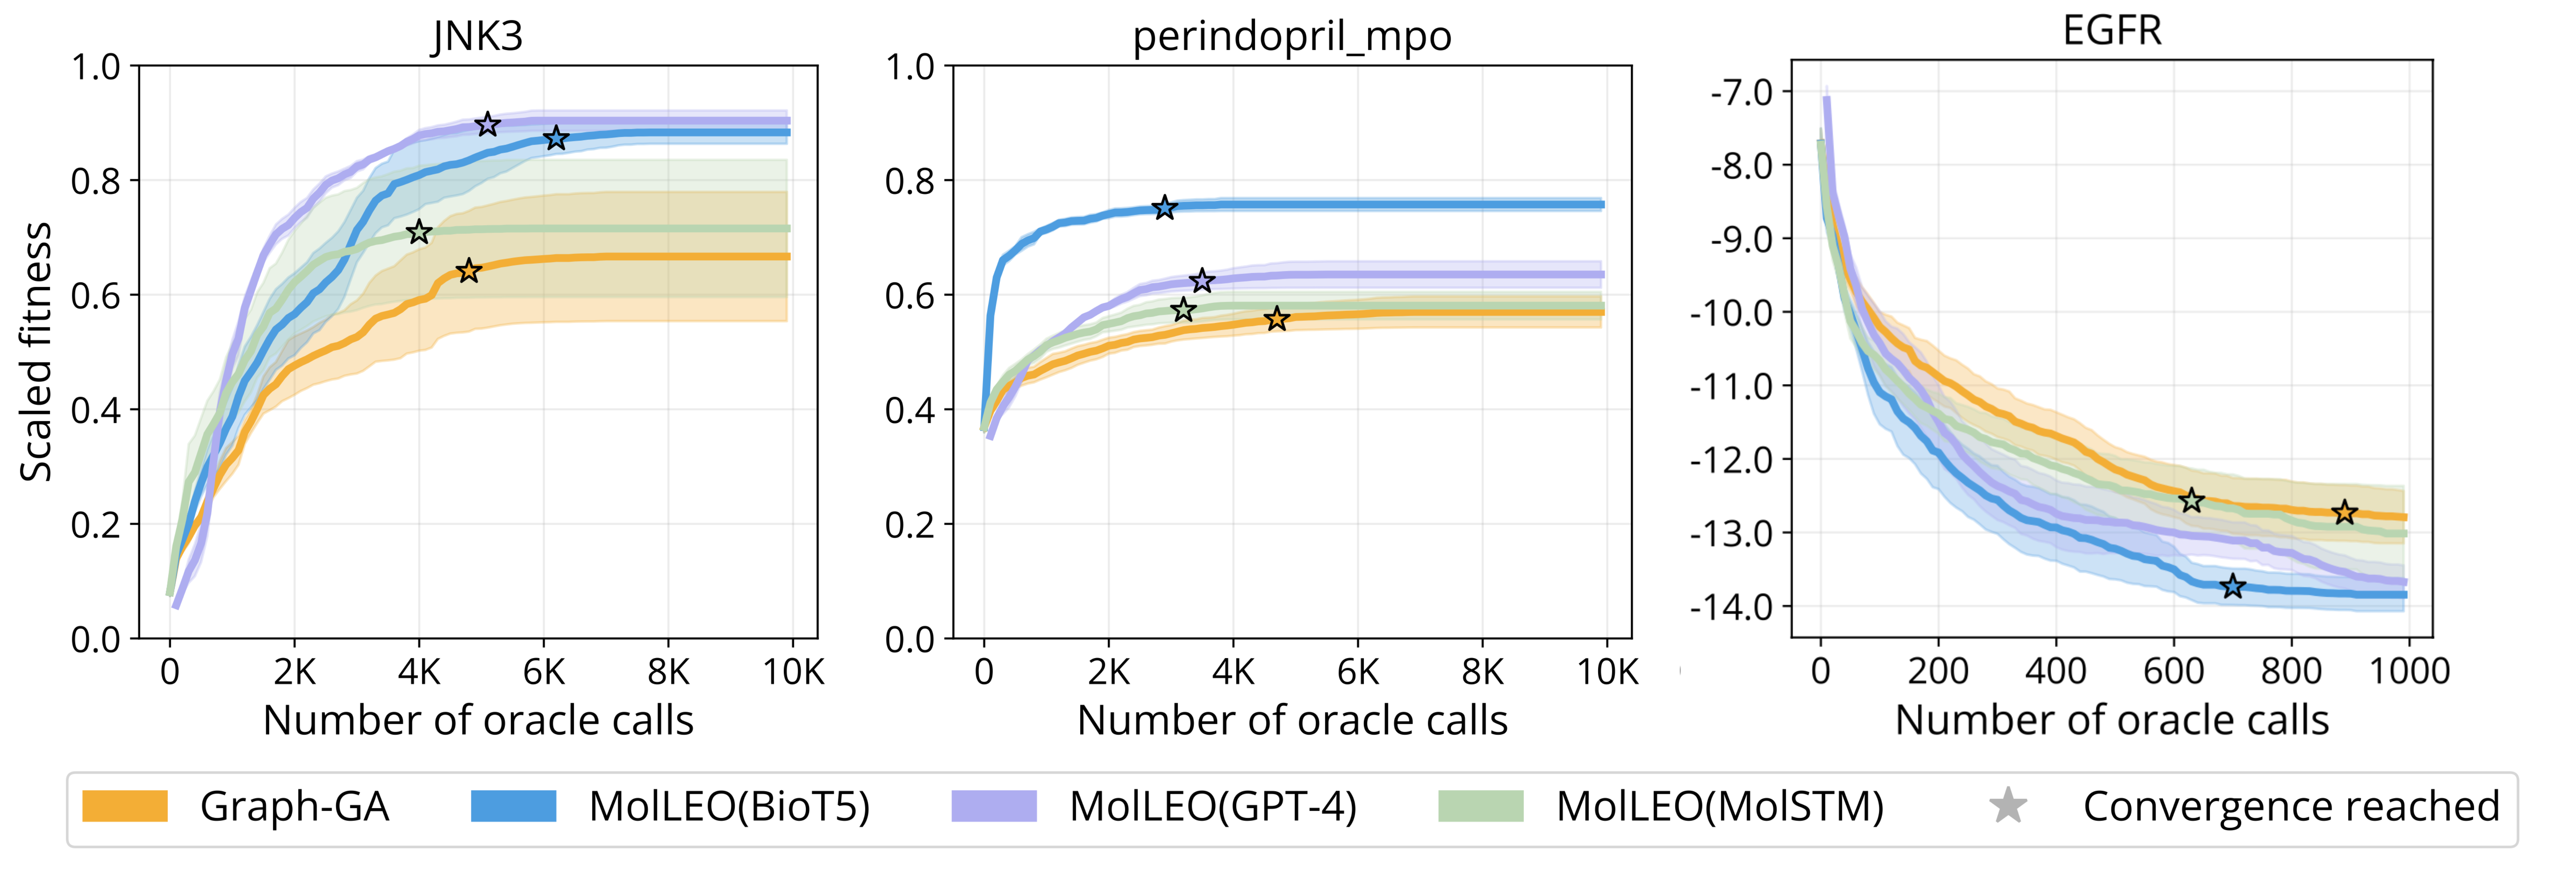 JNK3
1.0
0.8
0.6
0.4
0.2
0.0
Scaled fitness
0 2K 4K 6K 8K 10K
Number of oracle calls
perindopril_mpo
1.0
0.8
0.6
0.4
0.2
0.0
0 2K 4K 6K 8K 10K
Number of oracle calls
EGFR
-7.0
-8.0
-9.0
-10.0
-11.0
-12.0
-13.0
-14.0
0 200 400 600 800 1000
Number of oracle calls
Graph-GA MolLEO(BioT5) MolLEO(GPT-4) MolLEO(MolSTM) Convergence reached